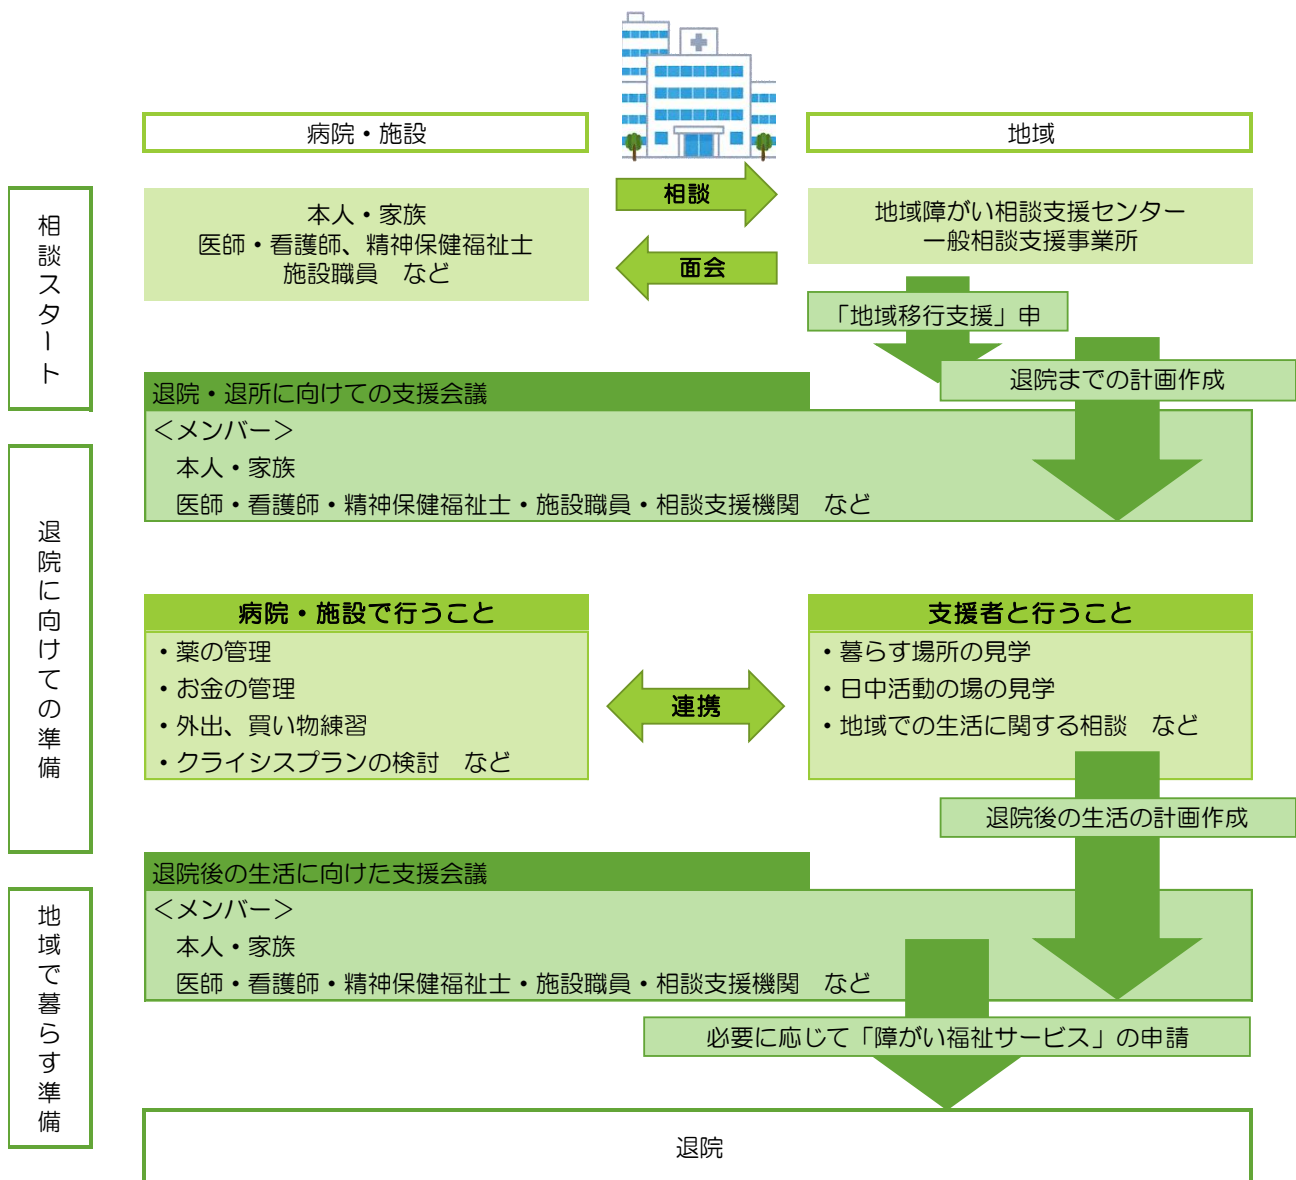 病院・施設
地域
相談スタート
本人・家族
医師・看護師、精神保健福祉士
施設職員　など
相談
面会
地域障がい相談支援センター
一般相談支援事業所
「地域移行支援」申
退院までの計画作成
退院・退所に向けての支援会議
＜メンバー＞
本人・家族
医師・看護師・精神保健福祉士・施設職員・相談支援機関　など
退院に向けての準備
病院・施設で行うこと
・薬の管理
・お金の管理
・外出、買い物練習
・クライシスプランの検討　など
連携
支援者と行うこと
・暮らす場所の見学
・日中活動の場の見学
・地域での生活に関する相談　など
退院後の生活の計画作成
退院後の生活に向けた支援会議
＜メンバー＞
本人・家族
医師・看護師・精神保健福祉士・施設職員・相談支援機関　など
地域で暮らす準備
必要に応じて「障がい福祉サービス」の申請
退院